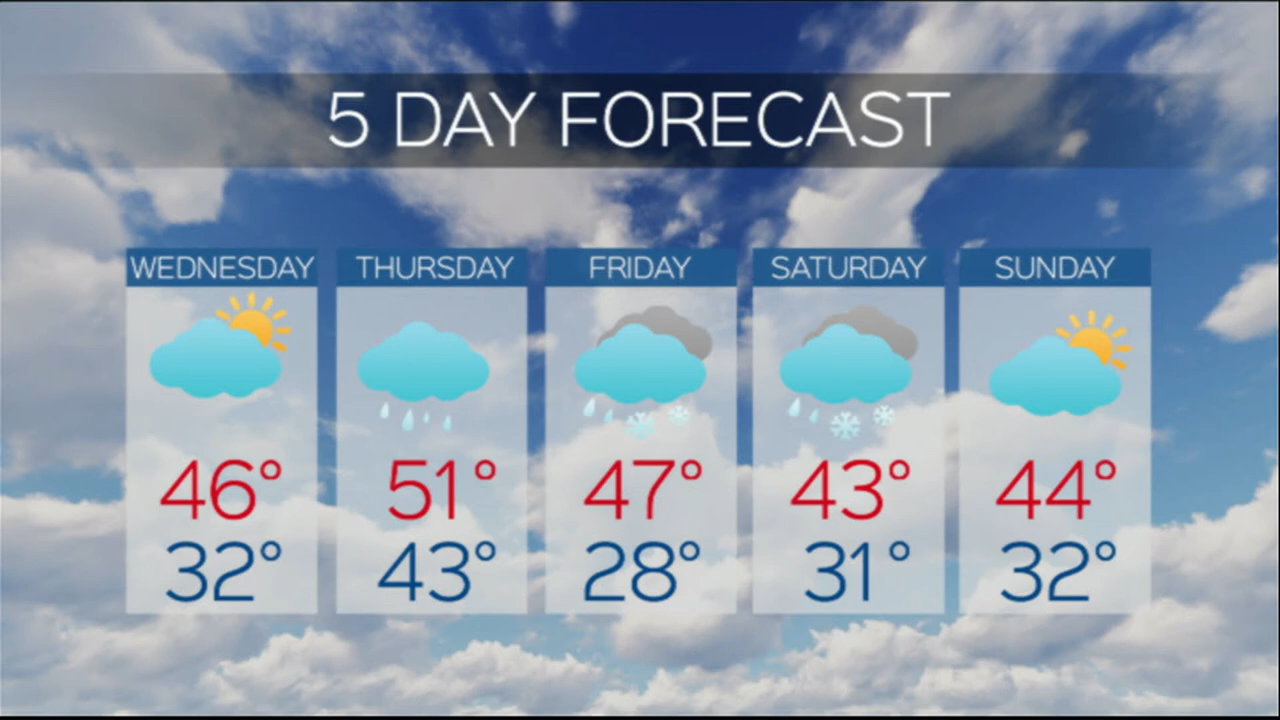 5 DAY FORECAST
WEDNESDAY THURSDAY FRIDAY SATURDAY SUNDAY
46° 51° 47° 43° 44°
32° 43° 28° 31° 32°